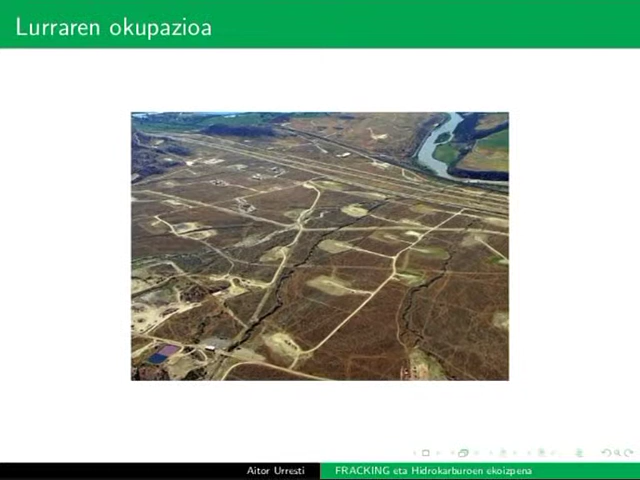 Lurraren okupazioa
Aitor Urresti
FRACKING eta Hidrokarburoen ekoizpena